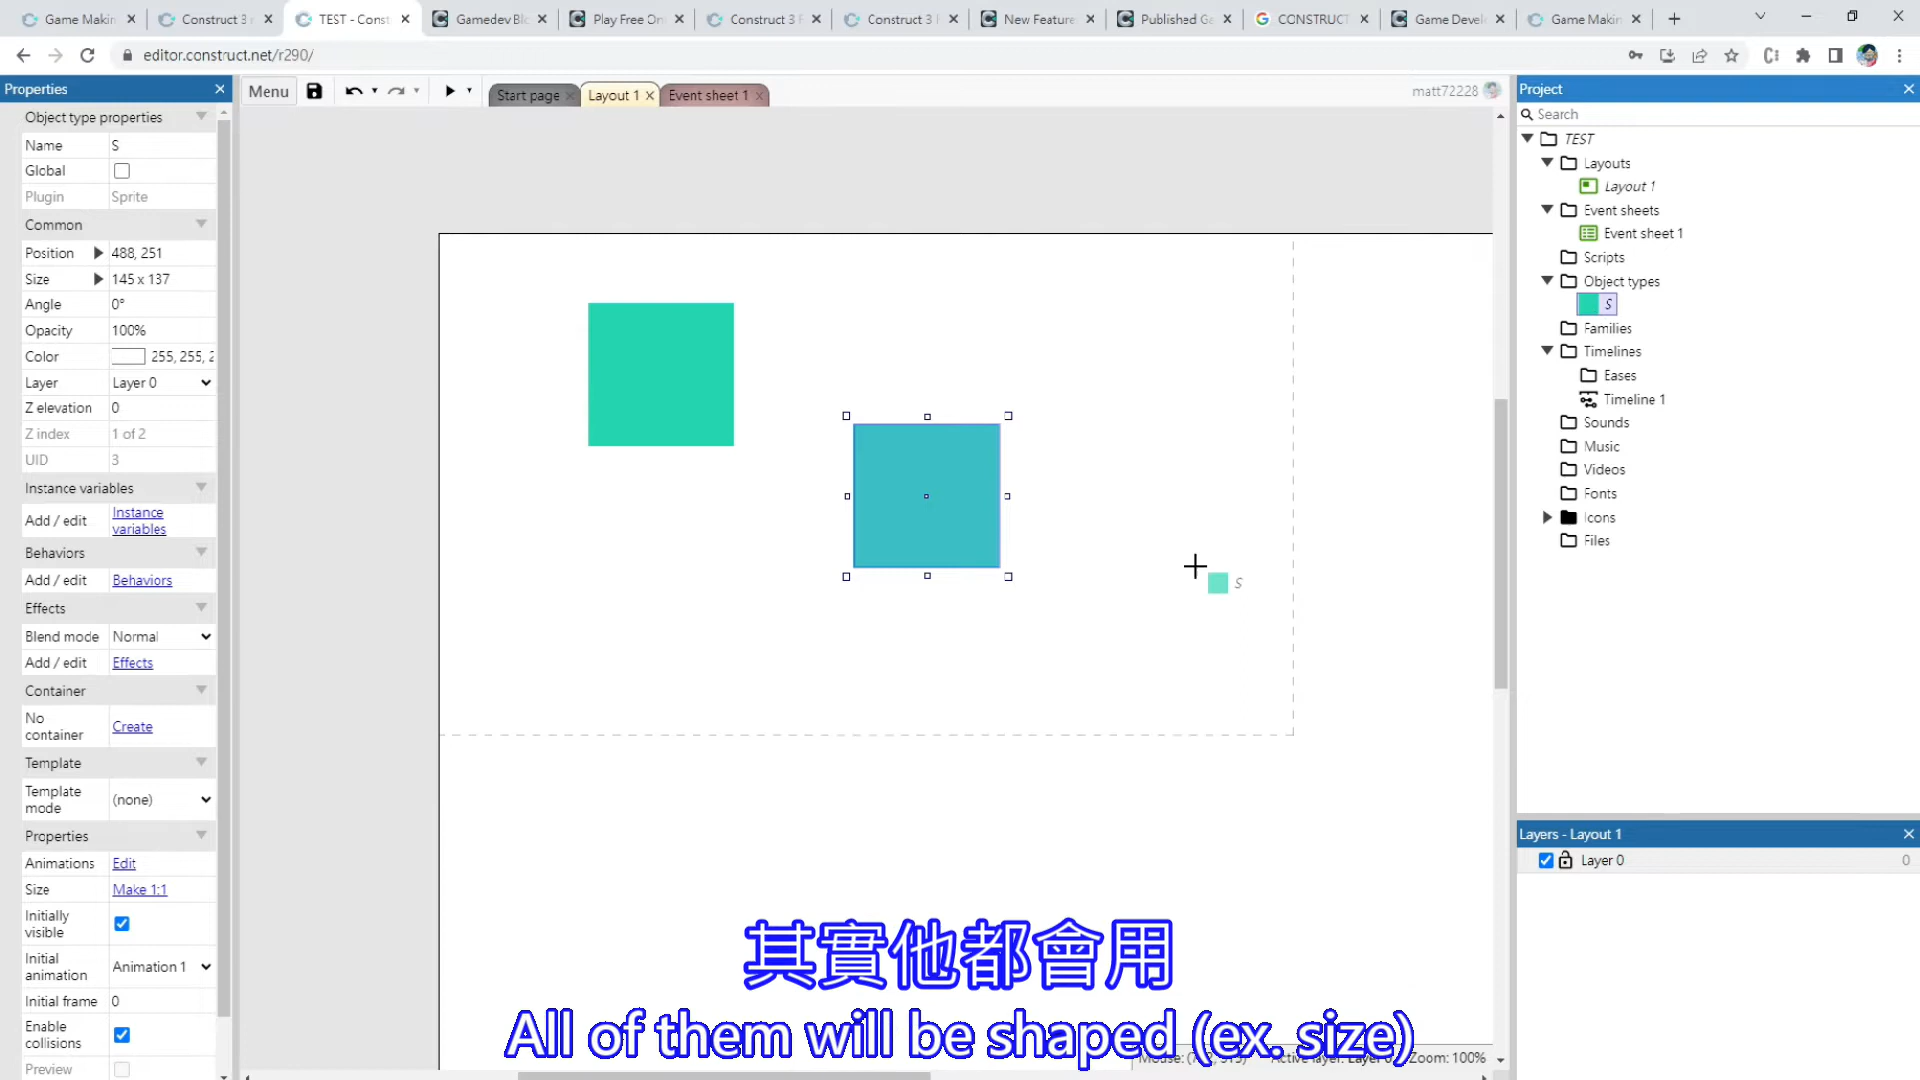 Game Makin
Construct 3 r
TEST - Const
Gamedev Blo
Play Free On
Construct 3 F
Construct 3
New Feature
Published Ga
CONSTRUCT
Game Devel
Game Makin
editor.construct.net/r290/
Properties
Menu
Start page
Layout 1
Event sheet 1
matt72228
Project
Search
Object type properties
Name S
Global
Plugin Sprite
Common
Position 488, 251
Size 145 x 137
Angle 0°
Opacity 100%
Color 255, 255, 2
Layer Layer 0
Z elevation 0
Z index 1 of 2
UID 3
Instance variables
Add / edit Instance variables
Behaviors
Add / edit Behaviors
Effects
Blend mode Normal
Add / edit Effects
Container
No container Create
Template
Template mode (none)
Properties
Animations Edit
Size Make 1:1
Initially visible
Initial animation Animation 1
Initial frame 0
Enable collisions
Preview
S
TEST
Layouts
Layout 1
Event sheets
Event sheet 1
Scripts
Object types
S
Families
Timelines
Eases
Timeline 1
Sounds
Music
Videos
Fonts
Icons
Files
Layers - Layout 1
Layer 0 0
其實他都會用
All of them will be shaped (ex. size)
Zoom: 100%